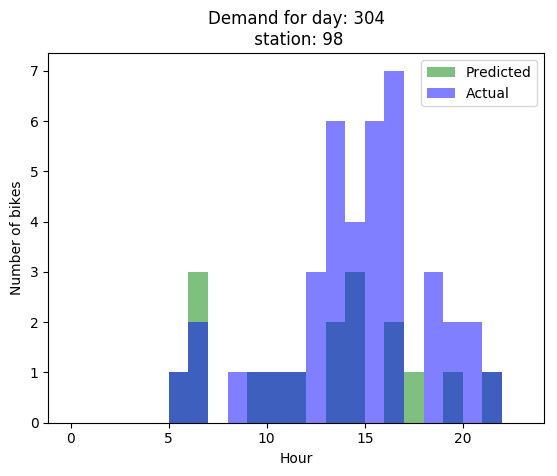 Demand for day: 304
station: 98
Predicted
Actual
Number of bikes
7
6
5
4
3
2
1
0
0 5 10 15 20
Hour